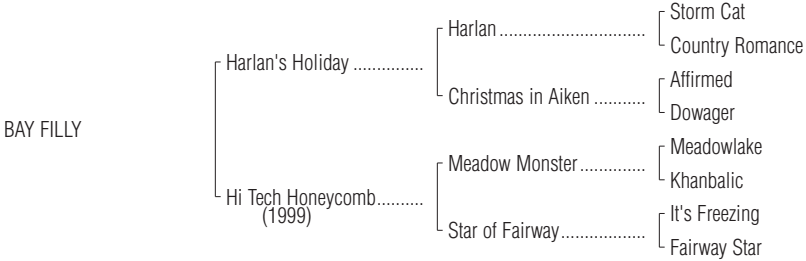 Storm Cat
Harlan..............................
Country Romance
Harlan's Holiday ...............
Affirmed
Christmas in Aiken ...........
Dowager
BAY FILLY
Meadowlake
Meadow Monster..............
Khanbalic
Hi Tech Honeycomb..........
(1999)
It's Freezing
Star of Fairway..................
Fairway Star